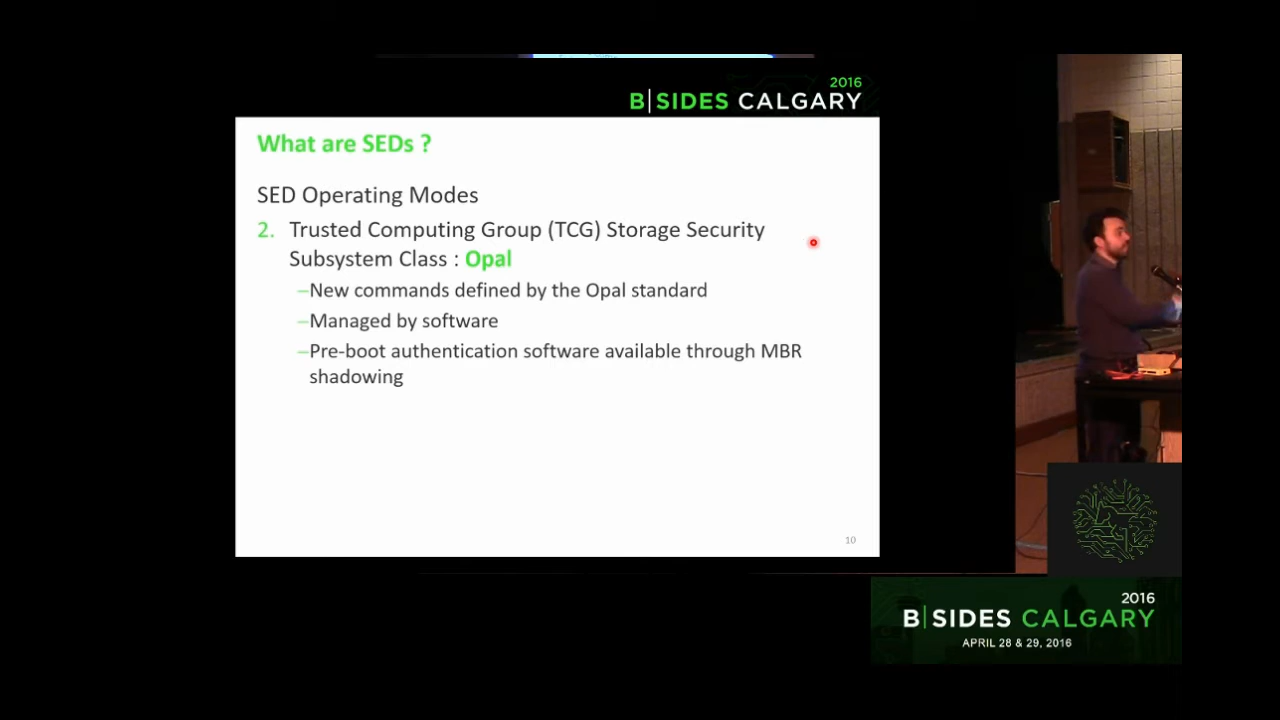 2016
B|SIDES CALGARY
What are SEDs ?
SED Operating Modes
2. Trusted Computing Group (TCG) Storage Security
Subsystem Class : Opal
–New commands defined by the Opal standard
–Managed by software
–Pre-boot authentication software available through MBR
shadowing
10
2016
B|SIDES CALGARY
APRIL 28 & 29, 2016